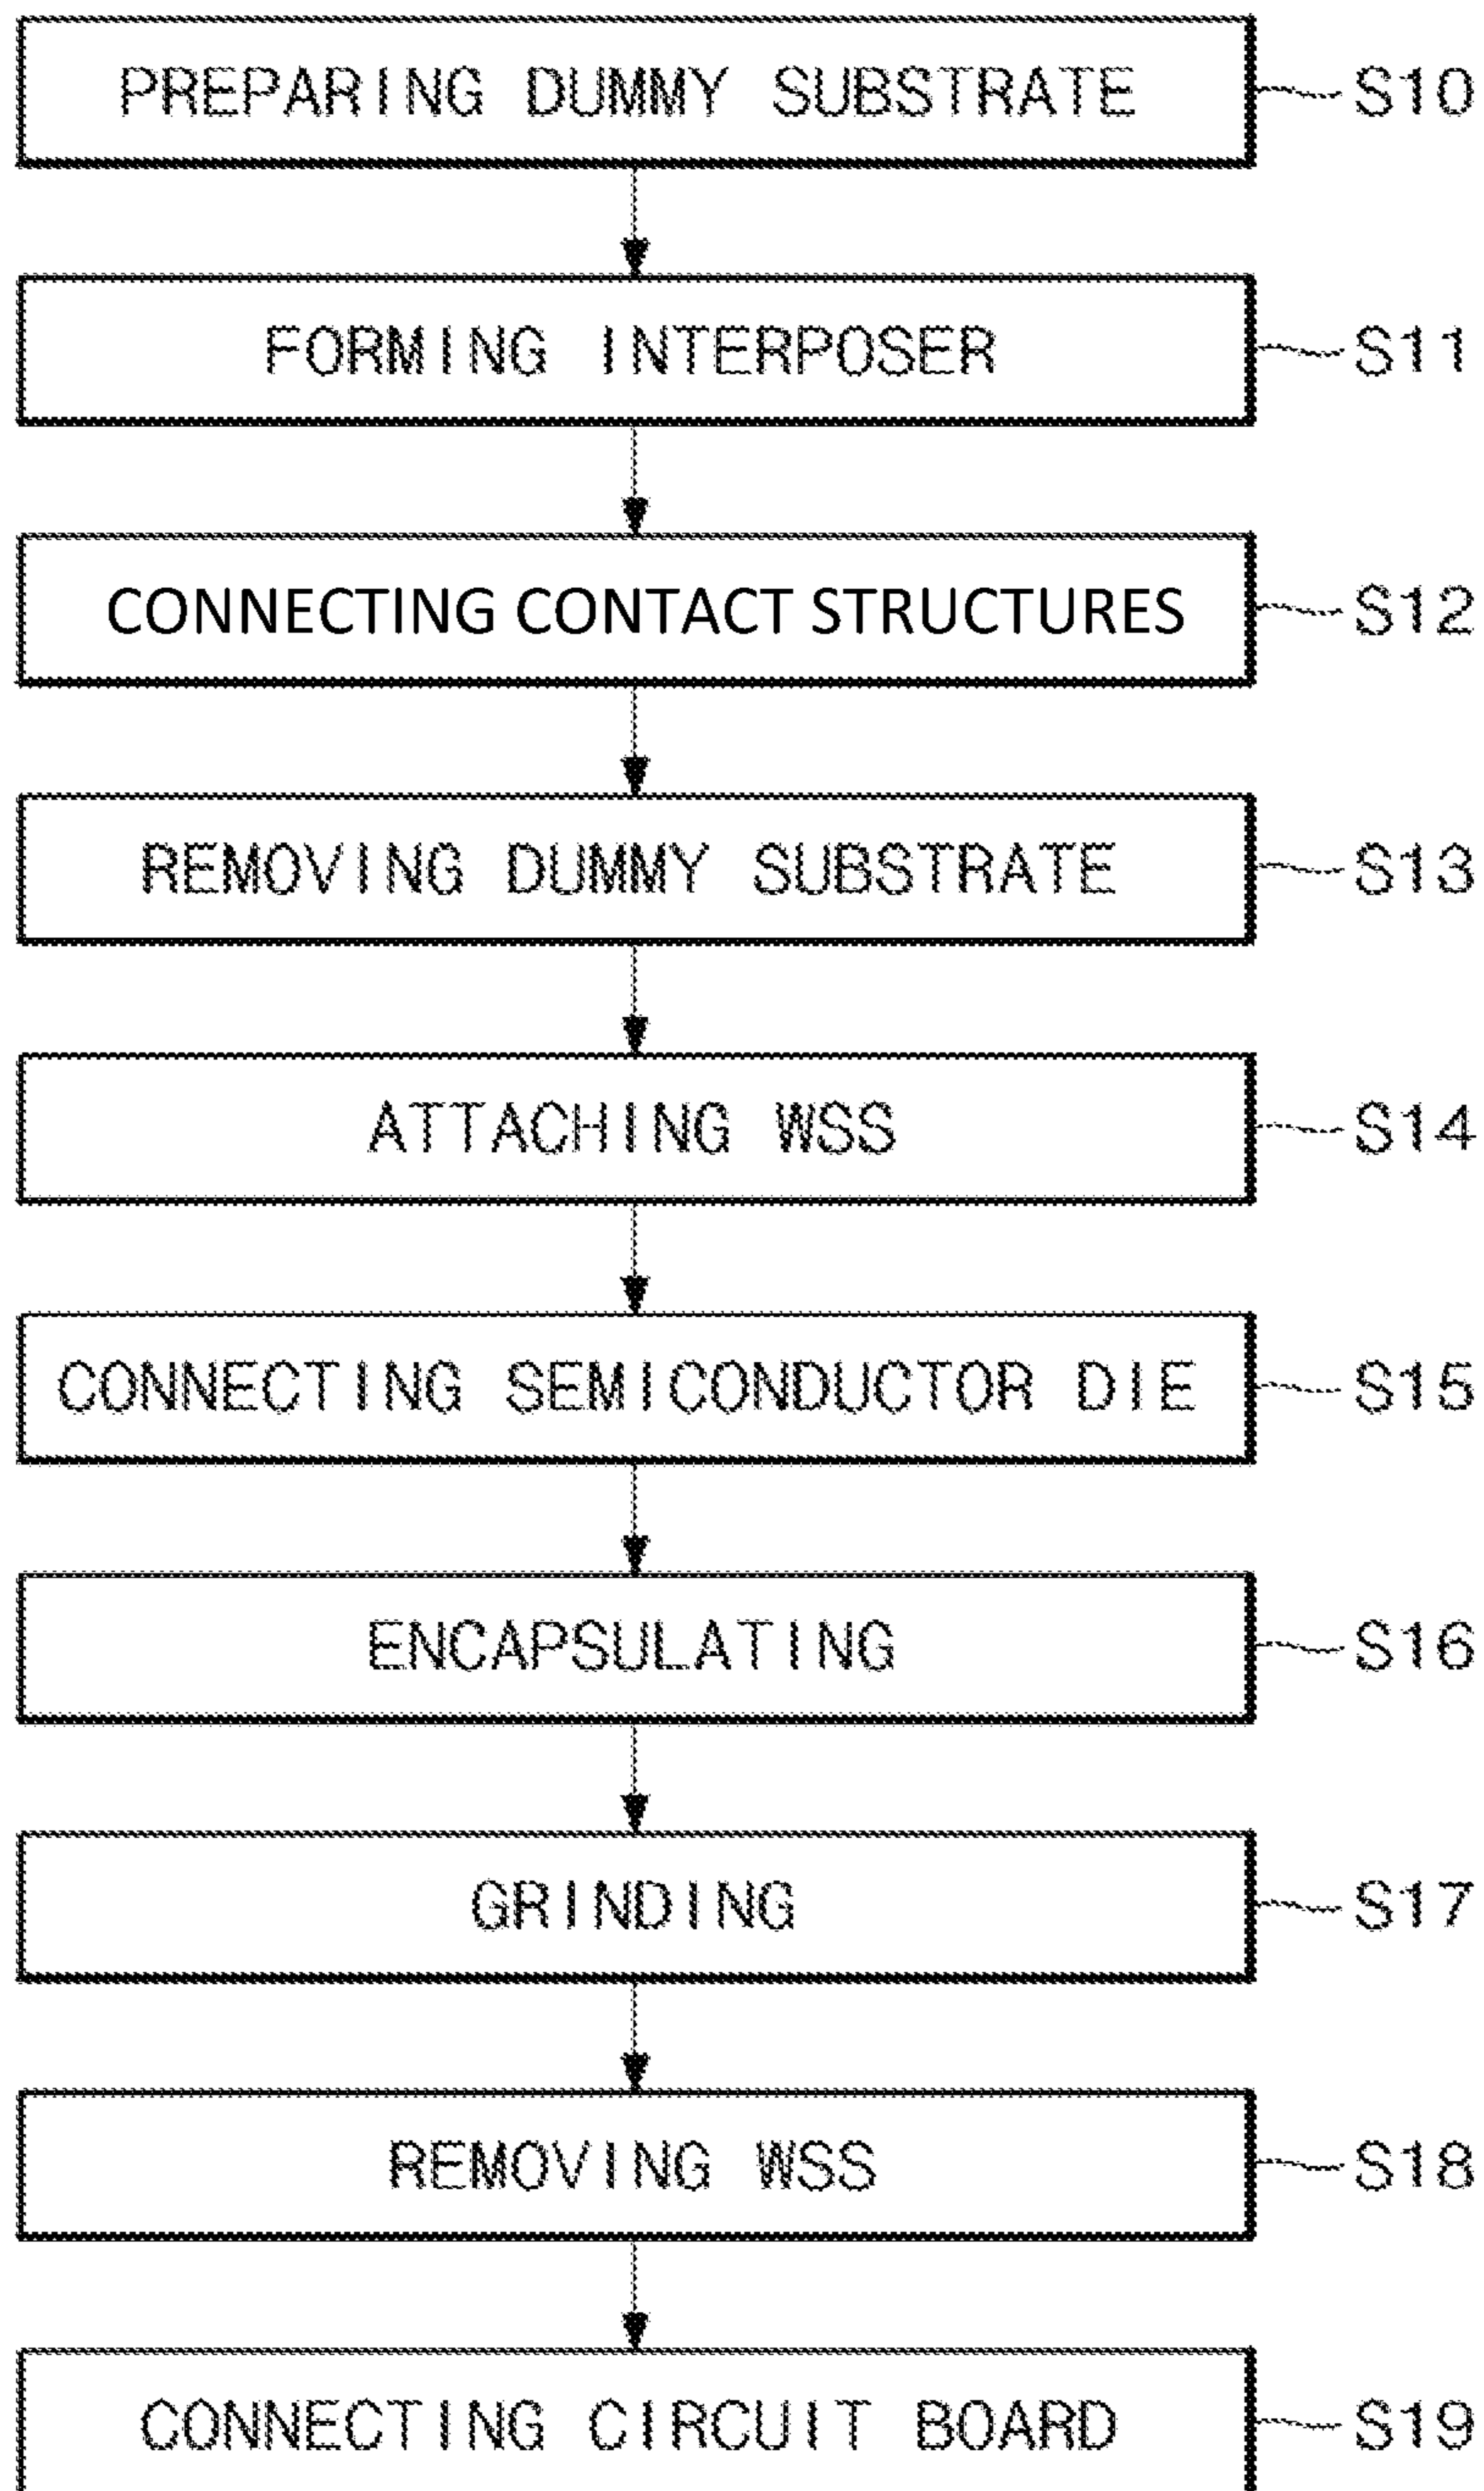 PREPARING DUMMY SUBSTRATE S10
FORMING INTERPOSER S11
CONNECTING CONTACT STRUCTURES S12
REMOVING DUMMY SUBSTRATE S13
ATTACHING WSS S14
CONNECTING SEMICONDUCTOR DIE S15
ENCAPSULATING S16
GRINDING S17
REMOVING WSS S18
CONNECTING CIRCUIT BOARD S19